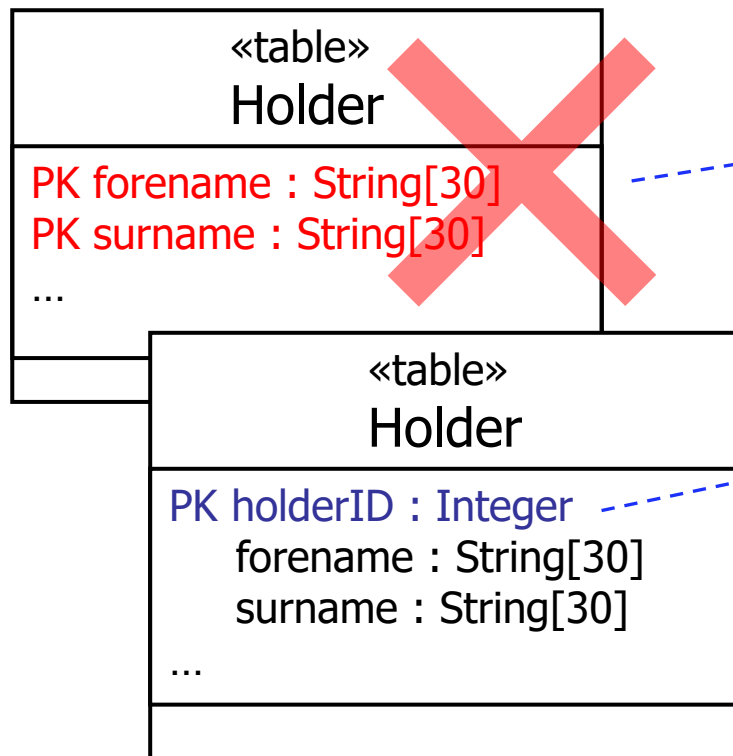 «table»
Holder
PK forename : String[30]
PK surname : String[30]
...
«table»
Holder
PK holderID : Integer
forename : String[30]
surname : String[30]
...